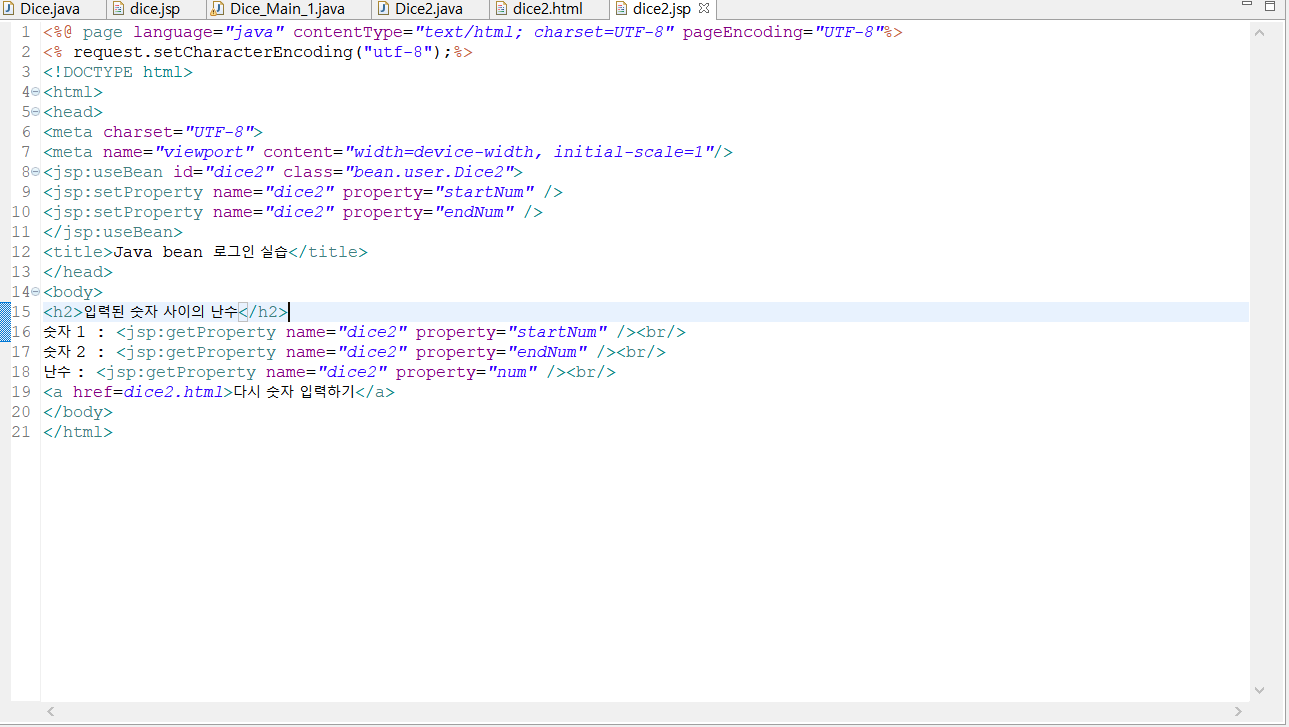 Dice.java dice.jsp Dice_Main_1.java Dice2.java dice2.html dice2.jsp
1 <%@ page language="java" contentType="text/html; charset=UTF-8" pageEncoding="UTF-8"%>
2 <% request.setCharacterEncoding("utf-8");%>
3 <!DOCTYPE html>
4 <html>
5 <head>
6 <meta charset="UTF-8">
7 <meta name="viewport" content="width=device-width, initial-scale=1"/>
8 <jsp:useBean id="dice2" class="bean.user.Dice2">
9 <jsp:setProperty name="dice2" property="startNum" />
10 <jsp:setProperty name="dice2" property="endNum" />
11 </jsp:useBean>
12 <title>Java bean 로그인 실습</title>
13 </head>
14 <body>
15 <h2>입력된 숫자 사이의 난수</h2>
16 숫자 1 : <jsp:getProperty name="dice2" property="startNum" /><br/>
17 숫자 2 : <jsp:getProperty name="dice2" property="endNum" /><br/>
18 난수 : <jsp:getProperty name="dice2" property="num" /><br/>
19 <a href=dice2.html>다시 숫자 입력하기</a>
20 </body>
21 </html>